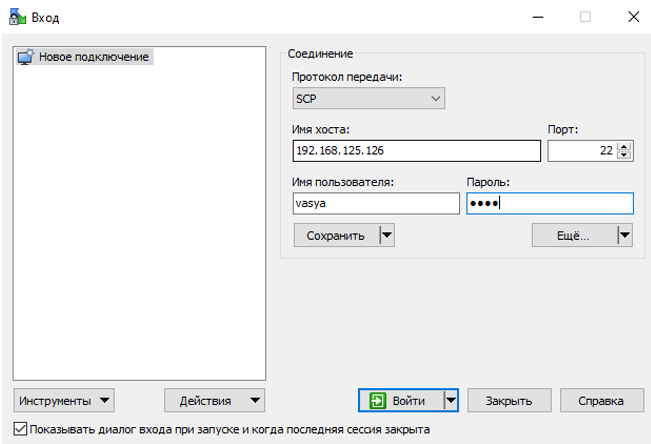 Вход
Новое подключение
Соединение
Протокол передачи:
SCP
Имя хоста:
Порт:
192.168.125.126
22
Имя пользователя:
Пароль:
vasya
••••
Сохранить
Ещё...
Инструменты
Действия
Войти
Закрыть
Справка
Показывать диалог входа при запуске и когда последняя сессия закрыта